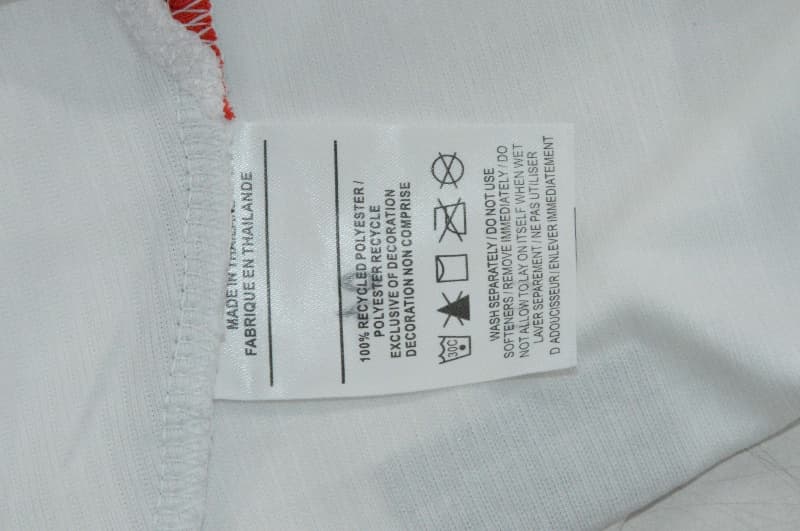 MADE IN THAILAND
FABRIQUE EN THAILANDE
100% RECYCLED POLYESTER /
POLYESTER RECYCLE
EXCLUSIVE OF DECORATION
DECORATION NON COMPRISE
30C
WASH SEPARATELY / DO NOT USE
SOFTENERS / REMOVE IMMEDIATELY / DO
NOT ALLOW TO LAY ON ITSELF WHEN WET
LAVER SEPAREMENT / NE PAS UTILISER
D ADOUCISSEUR / ENLEVER IMMEDIATEMENT